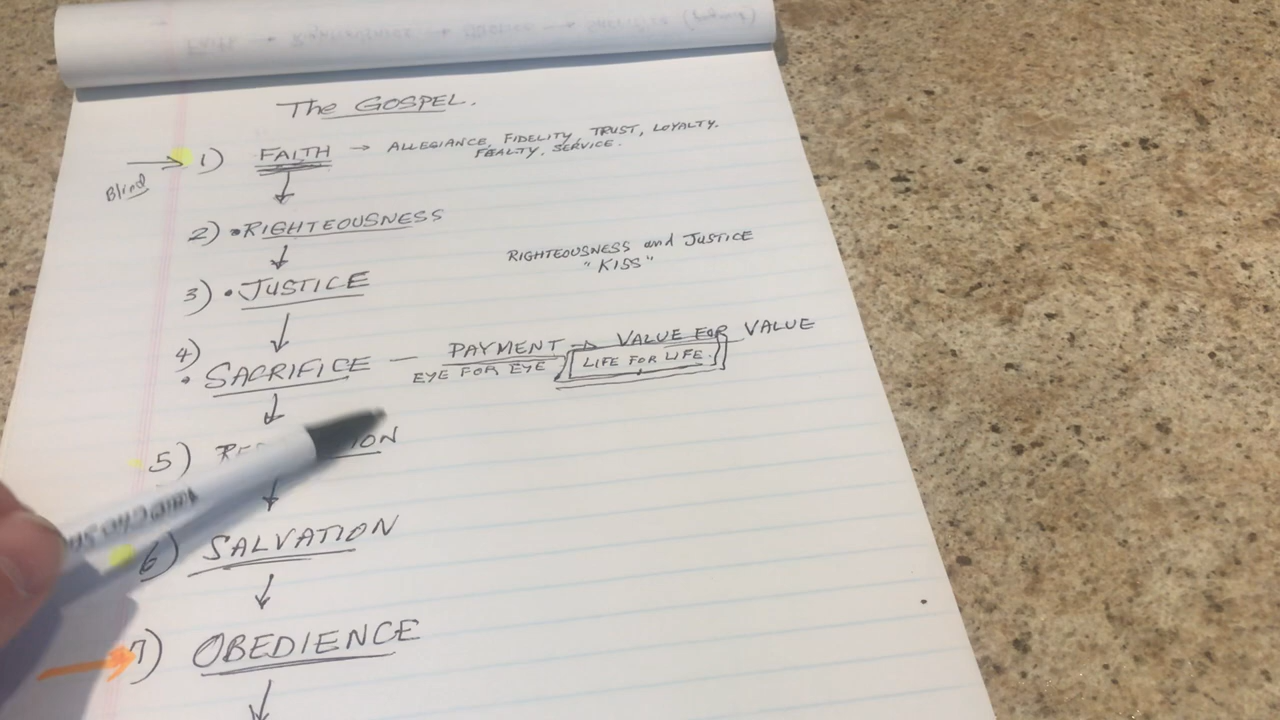 The GOSPEL.
1) FAITH → ALLEGIANCE, FIDELITY, TRUST, LOYALTY.
FEALTY, SERVICE.
Blind
2) •RIGHTEOUSNESS
RIGHTEOUSNESS and JUSTICE
"KISS"
3) •JUSTICE
4)
• SACRIFICE — PAYMENT → VALUE FOR VALUE
EYE FOR EYE LIFE FOR LIFE.
5)
6) SALVATION
7) OBEDIENCE